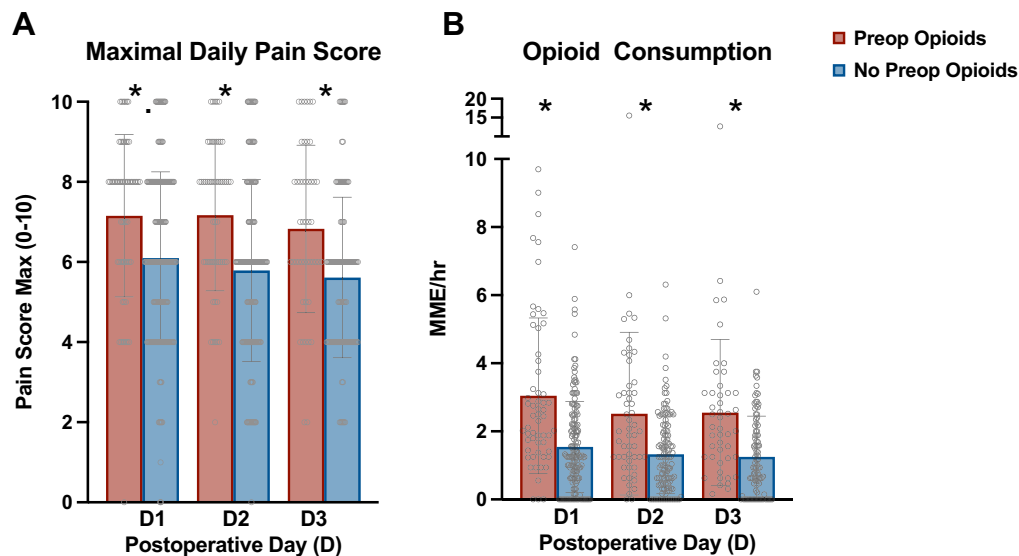 A
Maximal Daily Pain Score
Pain Score Max (0-10)
10
8
6
4
2
0
* * *
D1 D2 D3
Postoperative Day (D)
B
Opioid Consumption
MME/hr
20
15
10
8
6
4
2
0
* * *
D1 D2 D3
Postoperative Day (D)
Preop Opioids
No Preop Opioids